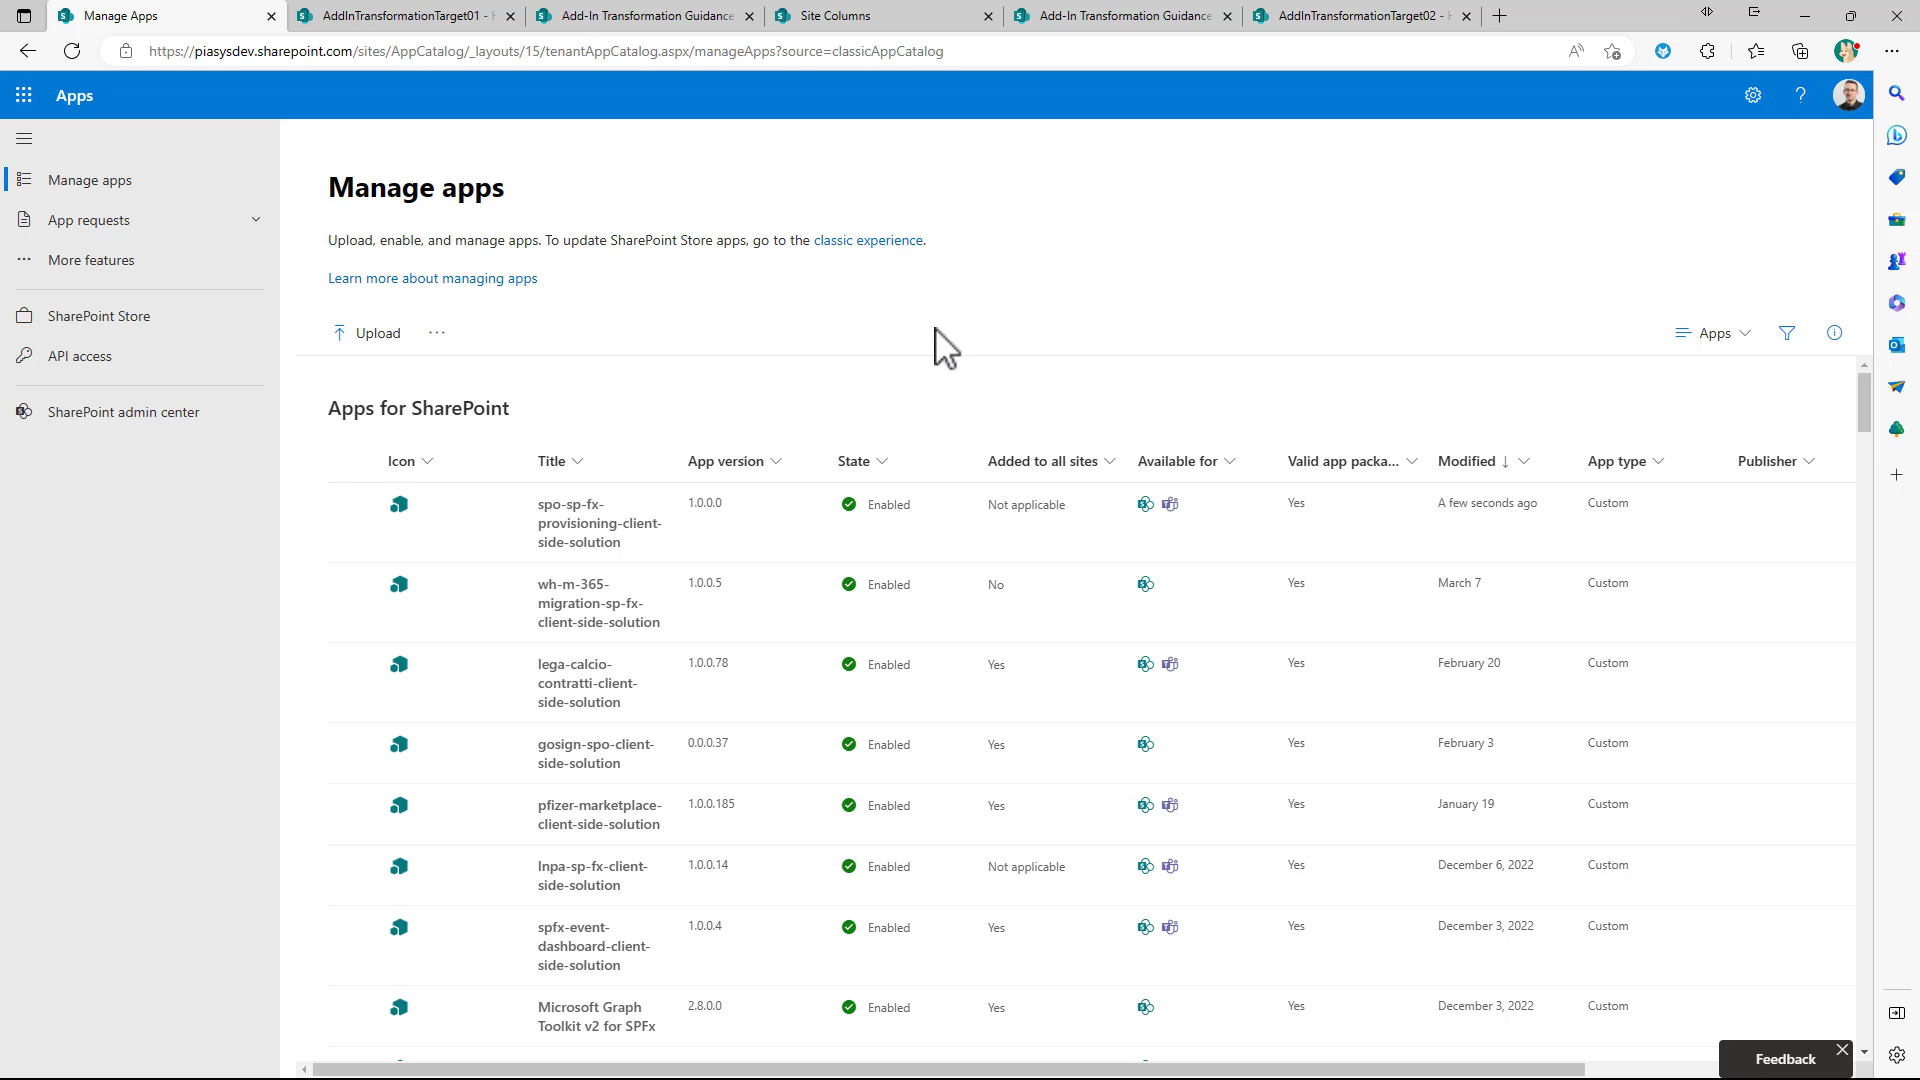 Manage Apps
AddInTransformationTarget01 - H
Add-In Transformation Guidance
Site Columns
Add-In Transformation Guidance
AddInTransformationTarget02 - H
https://piasysdev.sharepoint.com/sites/AppCatalog/_layouts/15/tenantAppCatalog.aspx/manageApps?source=classicAppCatalog
Apps
Manage apps
App requests
More features
SharePoint Store
API access
SharePoint admin center
Manage apps
Upload, enable, and manage apps. To update SharePoint Store apps, go to the classic experience.
Learn more about managing apps
Upload
Apps
Apps for SharePoint
Icon Title App version State Added to all sites Available for Valid app packa... Modified App type Publisher
spo-sp-fx- 1.0.0.0 Enabled Not applicable Yes A few seconds ago Custom
provisioning-client-
side-solution
wh-m-365- 1.0.0.5 Enabled No Yes March 7 Custom
migration-sp-fx-
client-side-solution
lega-calcio- 1.0.0.78 Enabled Yes Yes February 20 Custom
contratti-client-
side-solution
gosign-spo-client- 0.0.0.37 Enabled Yes Yes February 3 Custom
side-solution
pfizer-marketplace- 1.0.0.185 Enabled Yes Yes January 19 Custom
client-side-solution
lnpa-sp-fx-client- 1.0.0.14 Enabled Not applicable Yes December 6, 2022 Custom
side-solution
spfx-event- 1.0.0.4 Enabled Yes Yes December 3, 2022 Custom
dashboard-client-
side-solution
Microsoft Graph 2.8.0.0 Enabled Yes Yes December 3, 2022 Custom
Toolkit v2 for SPFx
Feedback